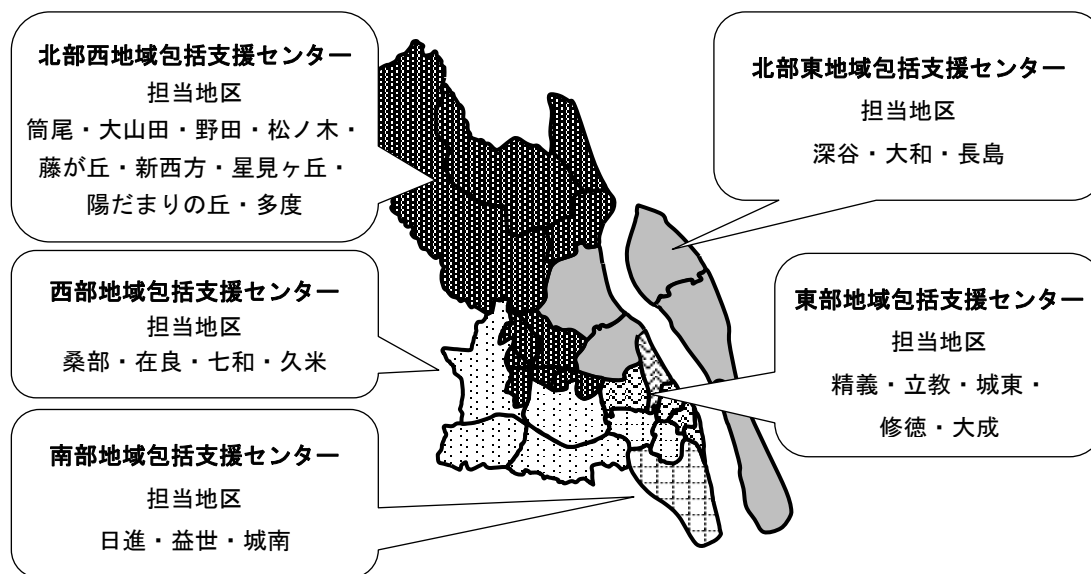 北部西地域包括支援センター
担当地区
筒尾・大山田・野田・松ノ木・
藤が丘・新西方・星見ヶ丘・
陽だまりの丘・多度
北部東地域包括支援センター
担当地区
深谷・大和・長島
西部地域包括支援センター
担当地区
桑部・在良・七和・久米
東部地域包括支援センター
担当地区
精義・立教・城東・
修徳・大成
南部地域包括支援センター
担当地区
日進・益世・城南